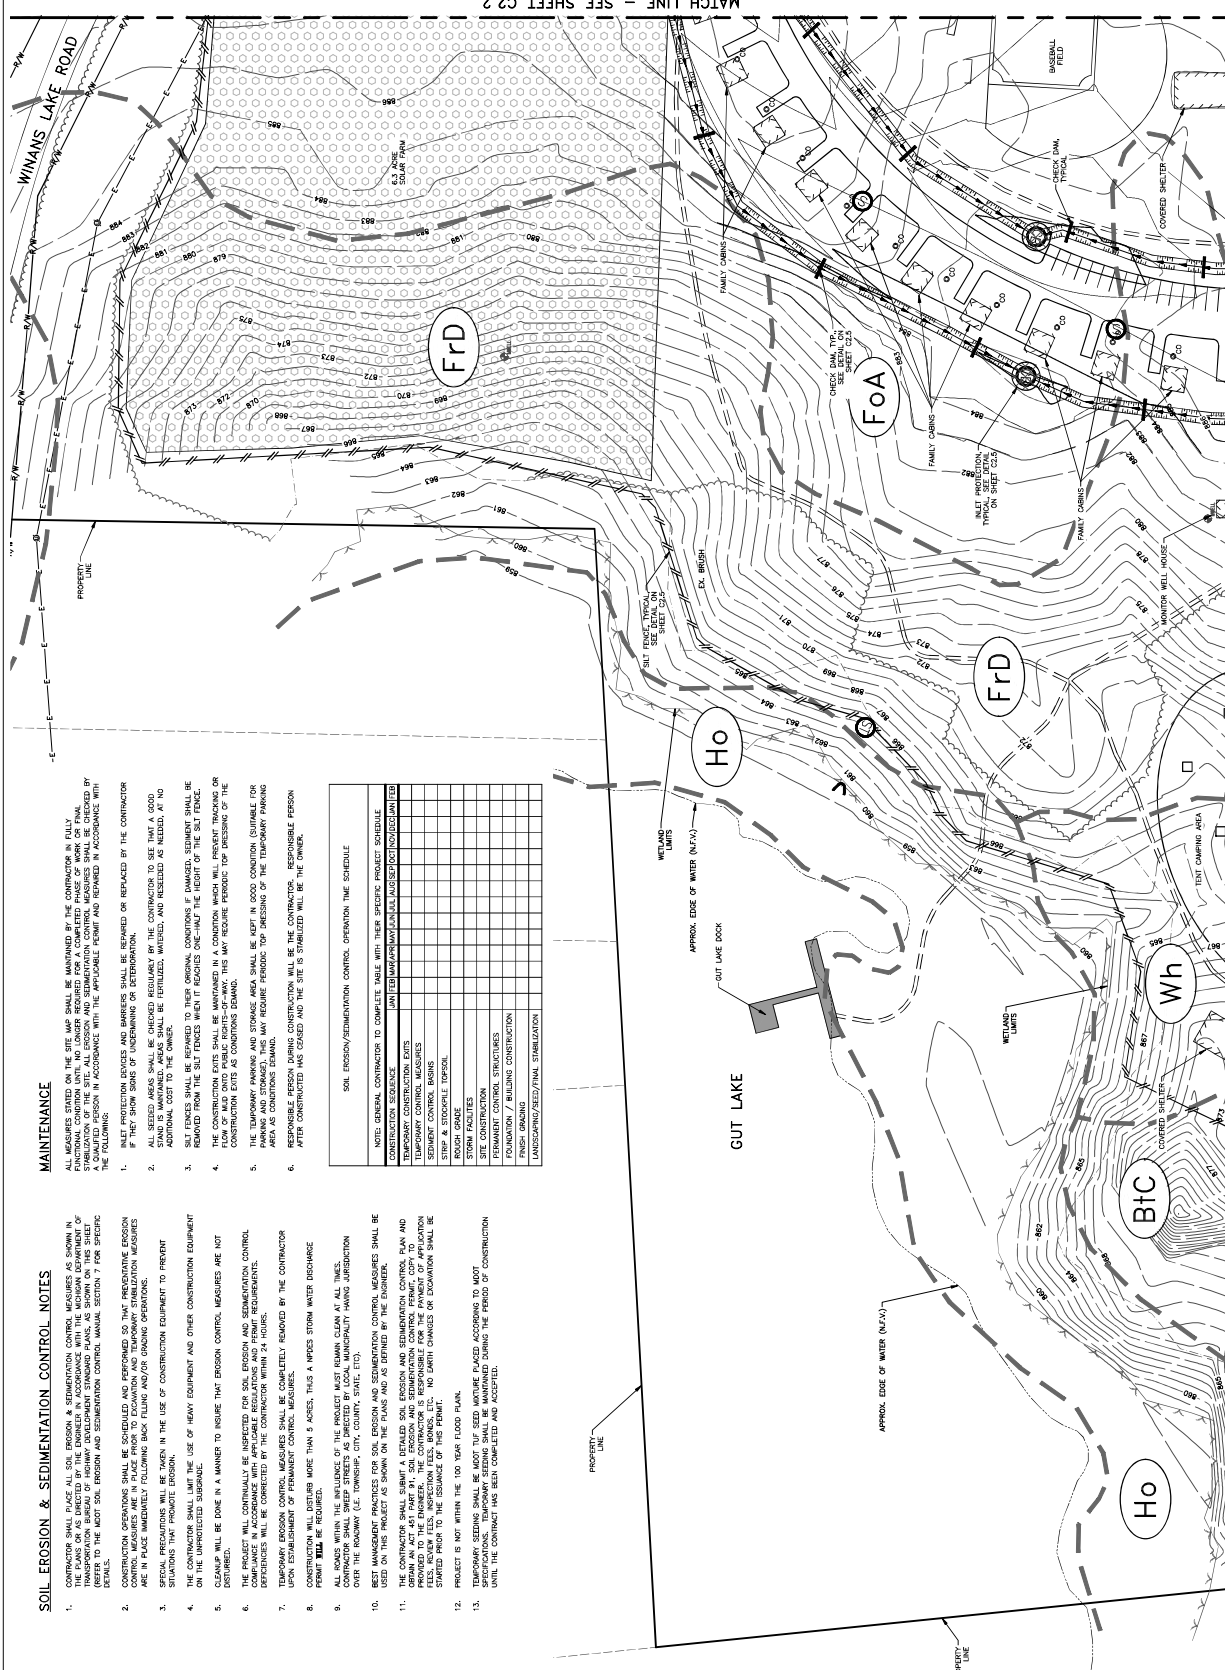 SOIL EROSION & SEDIMENTATION CONTROL NOTES
1. CONTRACTOR SHALL PLACE ALL SOIL EROSION & SEDIMENTATION CONTROL MEASURES AS SHOWN IN
THE PLANS OR AS DIRECTED BY THE ENGINEER IN ACCORDANCE WITH THE MICHIGAN DEPARTMENT OF
TRANSPORTATION BUREAU OF HIGHWAY DEVELOPMENT STANDARD PLANS, AS SHOWN ON THIS SHEET
(REFER TO THE MDOT SOIL EROSION AND SEDIMENTATION CONTROL MANUAL SECTION 7 FOR SPECIFIC
DETAILS.
2. CONSTRUCTION OPERATIONS SHALL BE SCHEDULED AND PERFORMED SO THAT PREVENTATIVE EROSION
CONTROL MEASURES ARE IN PLACE PRIOR TO EXCAVATION AND TEMPORARY STABILIZATION MEASURES
ARE IN PLACE IMMEDIATELY FOLLOWING BACK FILLING AND/OR GRADING OPERATIONS.
3. SPECIAL PRECAUTIONS WILL BE TAKEN IN THE USE OF CONSTRUCTION EQUIPMENT TO PREVENT
SITUATIONS THAT PROMOTE EROSION.
4. THE CONTRACTOR SHALL LIMIT THE USE OF HEAVY EQUIPMENT AND OTHER CONSTRUCTION EQUIPMENT
ON THE UNPROTECTED SUBGRADE.
5. CLEANUP WILL BE DONE IN A MANNER TO INSURE THAT EROSION CONTROL MEASURES ARE NOT
DISTURBED.
6. THE PROJECT WILL CONTINUALLY BE INSPECTED FOR SOIL EROSION AND SEDIMENTATION CONTROL
COMPLIANCE IN ACCORDANCE WITH APPLICABLE REGULATIONS AND PERMIT REQUIREMENTS.
DEFICIENCIES WILL BE CORRECTED BY THE CONTRACTOR WITHIN 24 HOURS.
7. TEMPORARY EROSION CONTROL MEASURES SHALL BE COMPLETELY REMOVED BY THE CONTRACTOR
UPON ESTABLISHMENT OF PERMANENT CONTROL MEASURES.
8. CONSTRUCTION WILL DISTURB MORE THAN 5 ACRES, THUS A NPDES STORM WATER DISCHARGE
PERMIT WILL BE REQUIRED.
9. ALL ROADS WITHIN THE INFLUENCE OF THE PROJECT MUST REMAIN CLEAN AT ALL TIMES.
CONTRACTOR SHALL SWEEP STREETS AS DIRECTED BY LOCAL MUNICIPALITY HAVING JURISDICTION
OVER THE ROADWAY (I.E. TOWNSHIP, CITY, COUNTY, STATE, ETC).
10. BEST MANAGEMENT PRACTICES FOR SOIL EROSION AND SEDIMENTATION CONTROL MEASURES SHALL BE
USED ON THIS PROJECT AS SHOWN ON THE PLANS AND AS DEFINED BY THE ENGINEER.
11. THE CONTRACTOR SHALL SUBMIT A DETAILED SOIL EROSION AND SEDIMENTATION CONTROL PLAN AND
OBTAIN AN ACT 451 PART 91, SOIL EROSION AND SEDIMENTATION CONTROL PERMIT, COPY TO
PROVIDED TO THE ENGINEER. THE CONTRACTOR IS RESPONSIBLE FOR THE PAYMENT OF APPLICATION
FEES, REVIEW FEES, INSPECTION FEES, BONDS, ETC. NO EARTH CHANGES OR EXCAVATION SHALL BE
STARTED PRIOR TO THE ISSUANCE OF THIS PERMIT.
12. PROJECT IS NOT WITHIN THE 100 YEAR FLOOD PLAIN.
13. TEMPORARY SEEDING SHALL BE MDOT TUF SEED MIXTURE PLACED ACCORDING TO MDOT
SPECIFICATIONS. TEMPORARY SEEDING SHALL BE MAINTAINED DURING THE PERIOD OF CONSTRUCTION
UNTIL THE CONTRACT HAS BEEN COMPLETED AND ACCEPTED.
MAINTENANCE
ALL MEASURES STATED ON THE SITE MAP SHALL BE MAINTAINED BY THE CONTRACTOR IN FULLY
FUNCTIONAL CONDITION UNTIL NO LONGER REQUIRED FOR A COMPLETED PHASE OF WORK OR FINAL
STABILIZATION OF THE SITE. ALL EROSION AND SEDIMENTATION CONTROL MEASURES SHALL BE CHECKED BY
A QUALIFIED PERSON IN ACCORDANCE WITH THE APPLICABLE PERMIT AND REPAIRED IN ACCORDANCE WITH
THE FOLLOWING:
1. INLET PROTECTION DEVICES AND BARRIERS SHALL BE REPAIRED OR REPLACED BY THE CONTRACTOR
IF THEY SHOW SIGNS OF UNDERMINING OR DETERIORATION.
2. ALL SEEDED AREAS SHALL BE CHECKED REGULARLY BY THE CONTRACTOR TO SEE THAT A GOOD
STAND IS MAINTAINED. AREAS SHALL BE FERTILIZED, WATERED, AND RESEEDED AS NEEDED, AT NO
ADDITIONAL COST TO THE OWNER.
3. SILT FENCES SHALL BE REPAIRED TO THEIR ORIGINAL CONDITIONS IF DAMAGED. SEDIMENT SHALL BE
REMOVED FROM THE SILT FENCES WHEN IT REACHES ONE-HALF THE HEIGHT OF THE SILT FENCE.
4. THE CONSTRUCTION EXITS SHALL BE MAINTAINED IN A CONDITION WHICH WILL PREVENT TRACKING OR
FLOW OF MUD ONTO PUBLIC RIGHTS-OF-WAY. THIS MAY REQUIRE PERIODIC TOP DRESSING OF THE
CONSTRUCTION EXITS AS CONDITIONS DEMAND.
5. THE TEMPORARY PARKING AND STORAGE AREA SHALL BE KEPT IN GOOD CONDITION (SUITABLE FOR
PARKING AND STORAGE). THIS MAY REQUIRE PERIODIC TOP DRESSING OF THE TEMPORARY PARKING
AREA AS CONDITIONS DEMAND.
6. RESPONSIBLE PERSON DURING CONSTRUCTION WILL BE THE CONTRACTOR. RESPONSIBLE PERSON
AFTER CONSTRUCTED HAS CEASED AND THE SITE IS STABILIZED WILL BE THE OWNER.
SOIL EROSION/SEDIMENTATION CONTROL OPERATION TIME SCHEDULE
NOTE: GENERAL CONTRACTOR TO COMPLETE TABLE WITH THEIR SPECIFIC PROJECT SCHEDULE
CONSTRUCTION SEQUENCE JAN FEB MAR APR MAY JUN JUL AUG SEP OCT NOV DEC JAN FEB
TEMPORARY CONSTRUCTION EXITS
TEMPORARY CONTROL MEASURES
SEDIMENT CONTROL BASINS
STRIP & STOCKPILE TOPSOIL
ROUGH GRADE
STORM FACILITIES
SITE CONSTRUCTION
PERMANENT CONTROL STRUCTURES
FOUNDATION / BUILDING CONSTRUCTION
FINISH GRADING
LANDSCAPING/SEED/FINAL STABILIZATION
WINANS LAKE ROAD
MATCH LINE - SEE SHEET C2.2
PROPERTY
LINE
6.3 ACRE
SOLAR FARM
FrD
BASEBALL
FIELD
CHECK DAM,
TYPICAL
COVERED SHELTER
FAMILY CABINS
CHECK DAM, TYP.,
SEE DETAIL ON
SHEET C2.5
FoA
FAMILY CABINS
INLET PROTECTION,
TYPICAL, SEE DETAIL
ON SHEET C2.5
FAMILY CABINS
MONITOR WELL HOUSE
SILT FENCE, TYPICAL
SEE DETAIL ON
SHEET C2.5
EX. BRUSH
FrD
WETLAND
LIMITS
Ho
APPROX. EDGE OF WATER (N.F.V.)
GUT LAKE DOCK
GUT LAKE
TENT CAMPING AREA
Wh
WETLAND
LIMITS
COVERED SHELTER
BtC
APPROX. EDGE OF WATER (N.F.V.)
PROPERTY
LINE
Ho
LINE